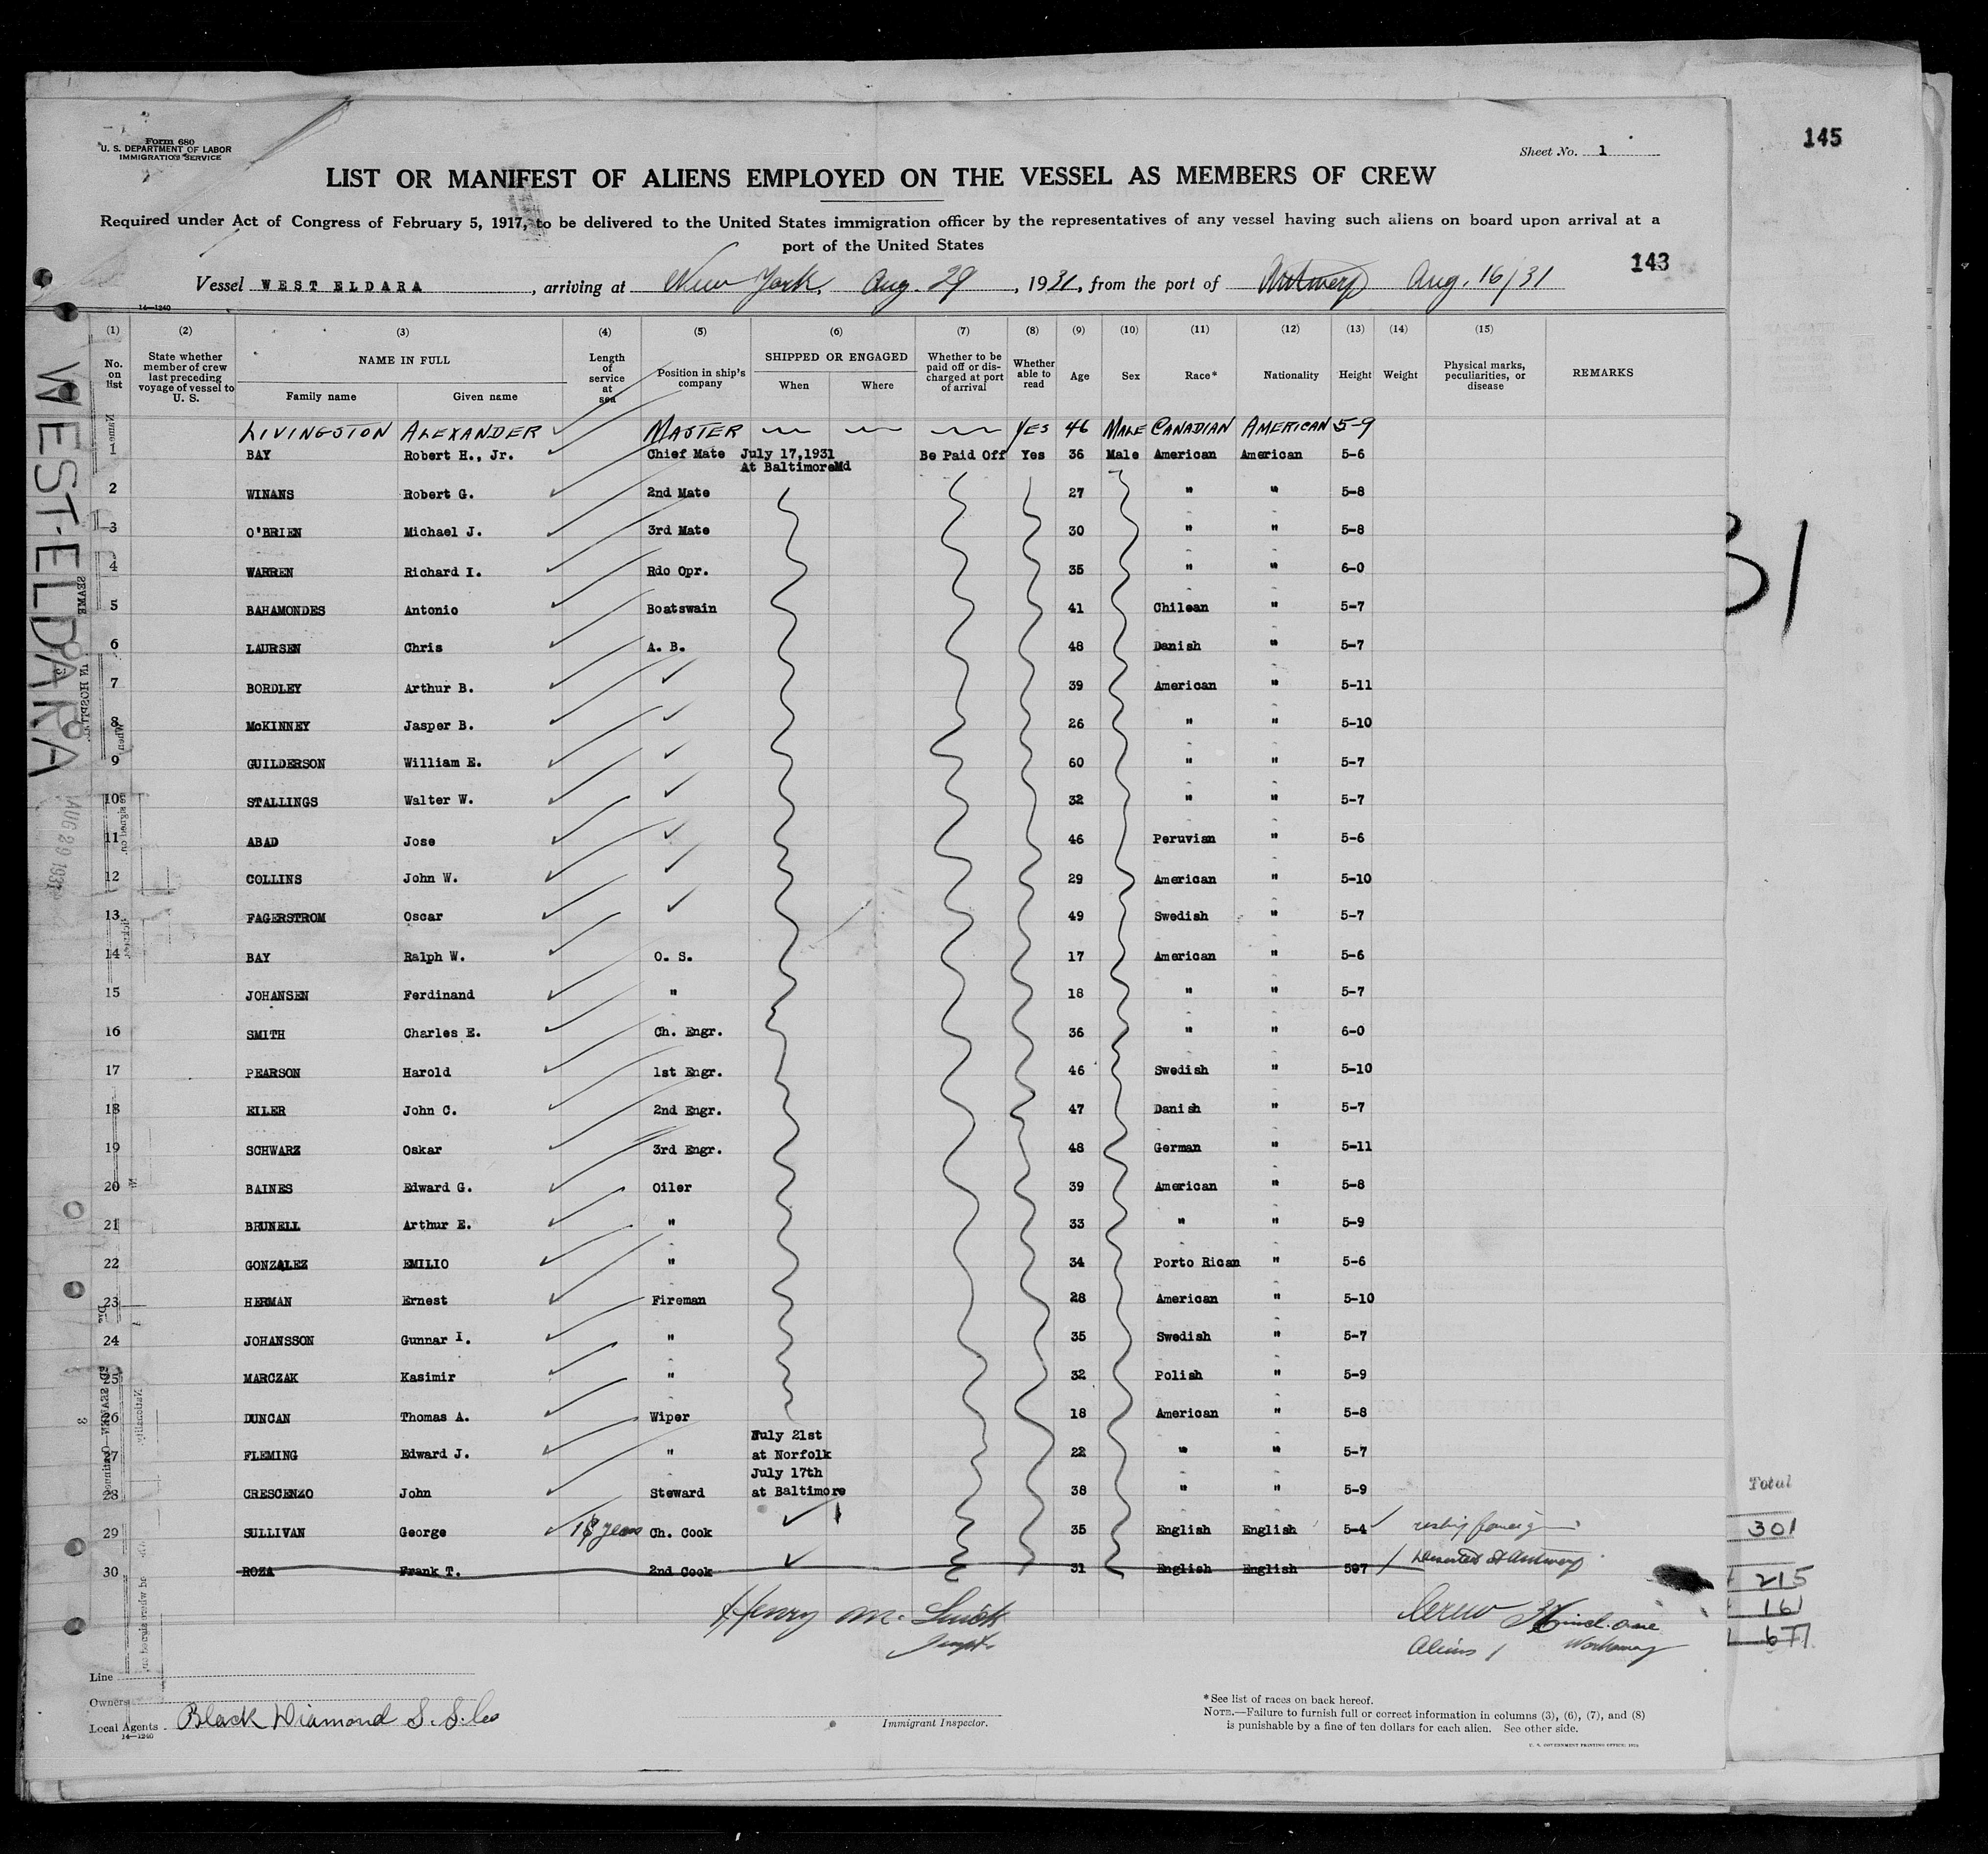 145
Form 680
U. S. DEPARTMENT OF LABOR
IMMIGRATION SERVICE
Sheet No. 1
LIST OR MANIFEST OF ALIENS EMPLOYED ON THE VESSEL AS MEMBERS OF CREW
Required under Act of Congress of February 5, 1917, to be delivered to the United States immigration officer by the representatives of any vessel having such aliens on board upon arrival at a
port of the United States
143
Vessel WEST ELDARA, arriving at New York, Aug. 29, 1931, from the port of Antwerp Aug. 16/31
14—1240
(1) (2) (3) (4) (5) (6) (7) (8) (9) (10) (11) (12) (13) (14) (15)
No. on list State whether member of crew last preceding voyage of vessel to U. S. NAME IN FULL Length of service at sea Position in ship's company SHIPPED OR ENGAGED Whether to be paid off or discharged at port of arrival Whether able to read Age Sex Race* Nationality Height Weight Physical marks, peculiarities, or disease REMARKS
Family name Given name When Where
LIVINGSTON ALEXANDER MASTER YES 46 MALE CANADIAN AMERICAN 5-9
1 BAY Robert H., Jr. Chief Mate July 17,1931 Be Paid Off Yes 36 Male American American 5-6
At Baltimore Md
2 WINANS Robert G. 2nd Mate 27 " " 5-8
3 O'BRIEN Michael J. 3rd Mate 30 " " 5-8
4 WARREN Richard I. Rdo Opr. 35 " " 6-0
5 BAHAMONDES Antonio Boatswain 41 Chilean " 5-7
6 LAURSEN Chris A. B. 48 Danish " 5-7
7 BORDLEY Arthur B. 39 American " 5-11
8 McKINNEY Jasper B. 26 " " 5-10
9 GUILDERSON William E. 60 " " 5-7
10 STALLINGS Walter W. 32 " " 5-7
11 ABAD Jose 46 Peruvian " 5-6
12 COLLINS John W. 29 American " 5-10
13 FAGERSTROM Oscar 49 Swedish " 5-7
14 BAY Ralph W. O. S. 17 American " 5-6
15 JOHANSEN Ferdinand " 18 " " 5-7
16 SMITH Charles E. Ch. Engr. 36 " " 6-0
17 PEARSON Harold 1st Engr. 46 Swedish " 5-10
18 EILER John C. 2nd Engr. 47 Danish " 5-7
19 SCHWARZ Oskar 3rd Engr. 48 German " 5-11
20 BAINES Edward G. Oiler 39 American " 5-8
21 BRUNELL Arthur E. " 33 " " 5-9
22 GONZALEZ EMILIO " 34 Porto Rican " 5-6
23 HERMAN Ernest Fireman 28 American " 5-10
24 JOHANSSON Gunnar I. " 35 Swedish " 5-7
25 MARCZAK Kasimir " 32 Polish " 5-9
26 DUNCAN Thomas A. Wiper 18 American " 5-8
July 21st
27 FLEMING Edward J. " at Norfolk 22 " " 5-7
July 17th
28 CRESCENZO John Steward at Baltimore 38 " " 5-9
29 SULLIVAN George 18 years Ch. Cook 35 English English 5-4 reship foreign
30 ROZA Frank T. 2nd Cook 31 English English 507 Deserted at Antwerp
Henry M.
Crew incl. one
Aliens 1 Workaway
Line
Owners
Local Agents Black Diamond S. S. Co
14—1240
Immigrant Inspector.
*See list of races on back hereof.
NOTE.—Failure to furnish full or correct information in columns (3), (6), (7), and (8)
is punishable by a fine of ten dollars for each alien. See other side.
WEST ELDARA
AUG 29 1931
31
Total
301
215
161
677